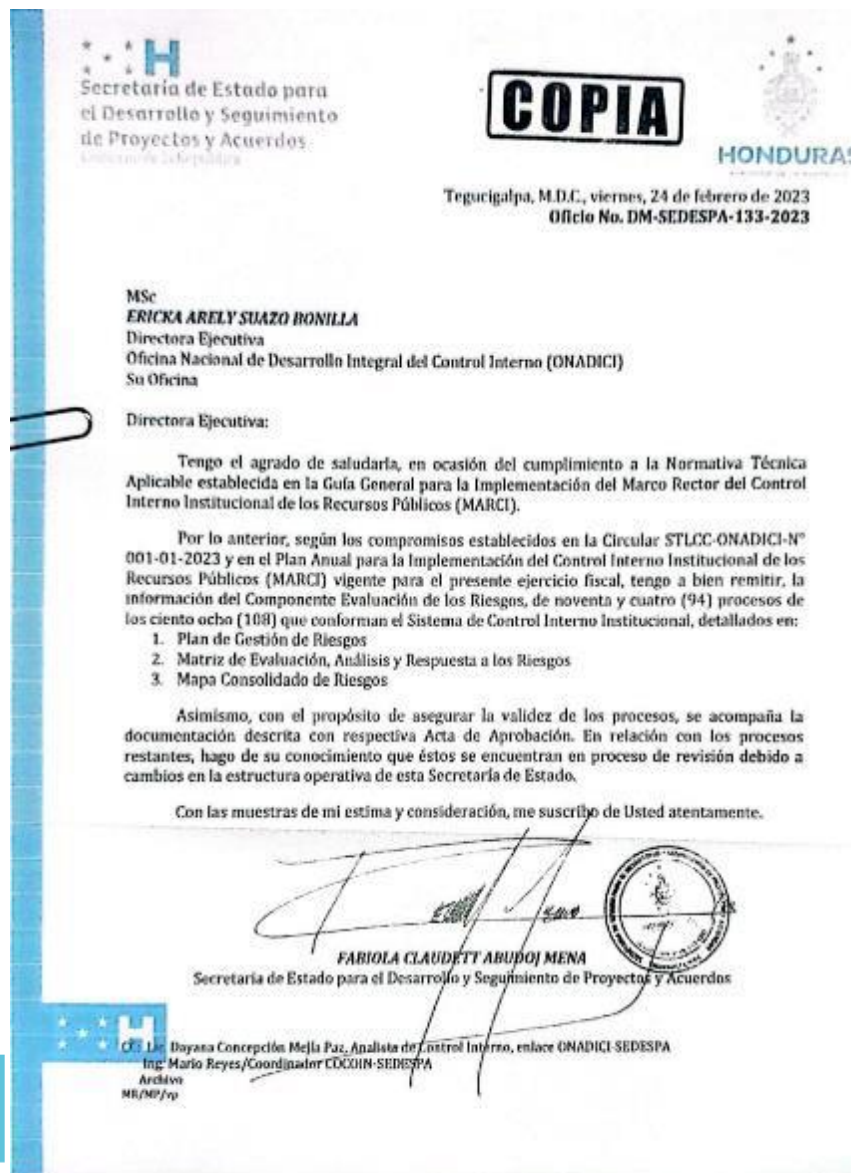 H
Secretaría de Estado para
el Desarrollo y Seguimiento
de Proyectos y Acuerdos
COPIA
HONDURAS
Tegucigalpa, M.D.C., viernes, 24 de febrero de 2023
Oficio No. DM-SEDESPA-133-2023
MSc
ERICKA ARELY SUAZO BONILLA
Directora Ejecutiva
Oficina Nacional de Desarrollo Integral del Control Interno (ONADICI)
Su Oficina
Directora Ejecutiva:
Tengo el agrado de saludarla, en ocasión del cumplimiento a la Normativa Técnica
Aplicable establecida en la Guía General para la Implementación del Marco Rector del Control
Interno Institucional de los Recursos Públicos (MARCI).
Por lo anterior, según los compromisos establecidos en la Circular STLCC-ONADICI-N°
001-01-2023 y en el Plan Anual para la Implementación del Control Interno Institucional de los
Recursos Públicos (MARCI) vigente para el presente ejercicio fiscal, tengo a bien remitir, la
información del Componente Evaluación de los Riesgos, de noventa y cuatro (94) procesos de
los ciento ocho (108) que conforman el Sistema de Control Interno Institucional, detallados en:
1. Plan de Gestión de Riesgos
2. Matriz de Evaluación, Análisis y Respuesta a los Riesgos
3. Mapa Consolidado de Riesgos
Asimismo, con el propósito de asegurar la validez de los procesos, se acompaña la
documentación descrita con respectiva Acta de Aprobación. En relación con los procesos
restantes, hago de su conocimiento que éstos se encuentran en proceso de revisión debido a
cambios en la estructura operativa de esta Secretaría de Estado.
Con las muestras de mi estima y consideración, me suscribo de Usted atentamente.
FABIOLA CLAUDETT ABUDOJ MENA
Secretaria de Estado para el Desarrollo y Seguimiento de Proyectos y Acuerdos
H
Dayana Concepción Mejía Paz, Analista de Control Interno, enlace ONADICI-SEDESPA
Ing. Mario Reyes/Coordinador COCOIN-SEDESPA
Archivo
MR/MP/vp